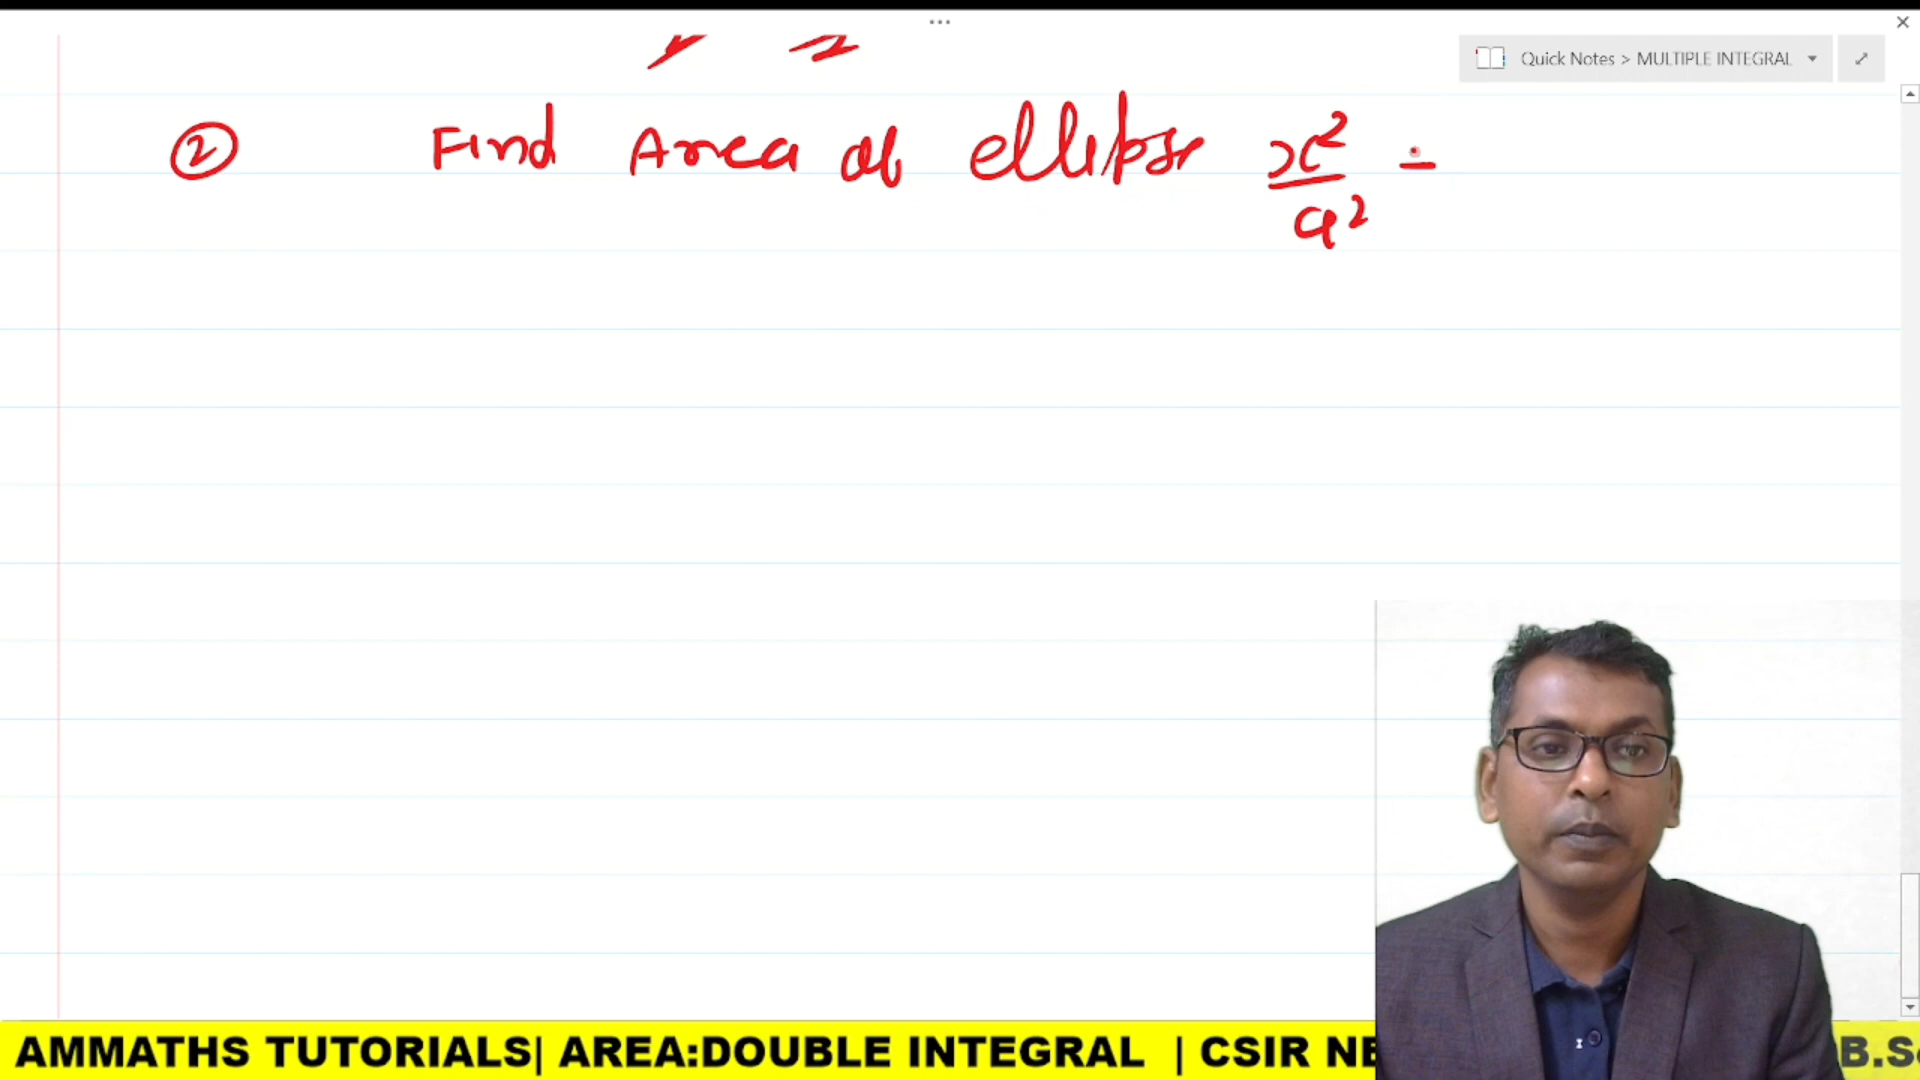 Quick Notes > MULTIPLE INTEGRAL
② Find Area of ellipse x²/a² -
AMMATHS TUTORIALS| AREA:DOUBLE INTEGRAL | CSIR NE B.S